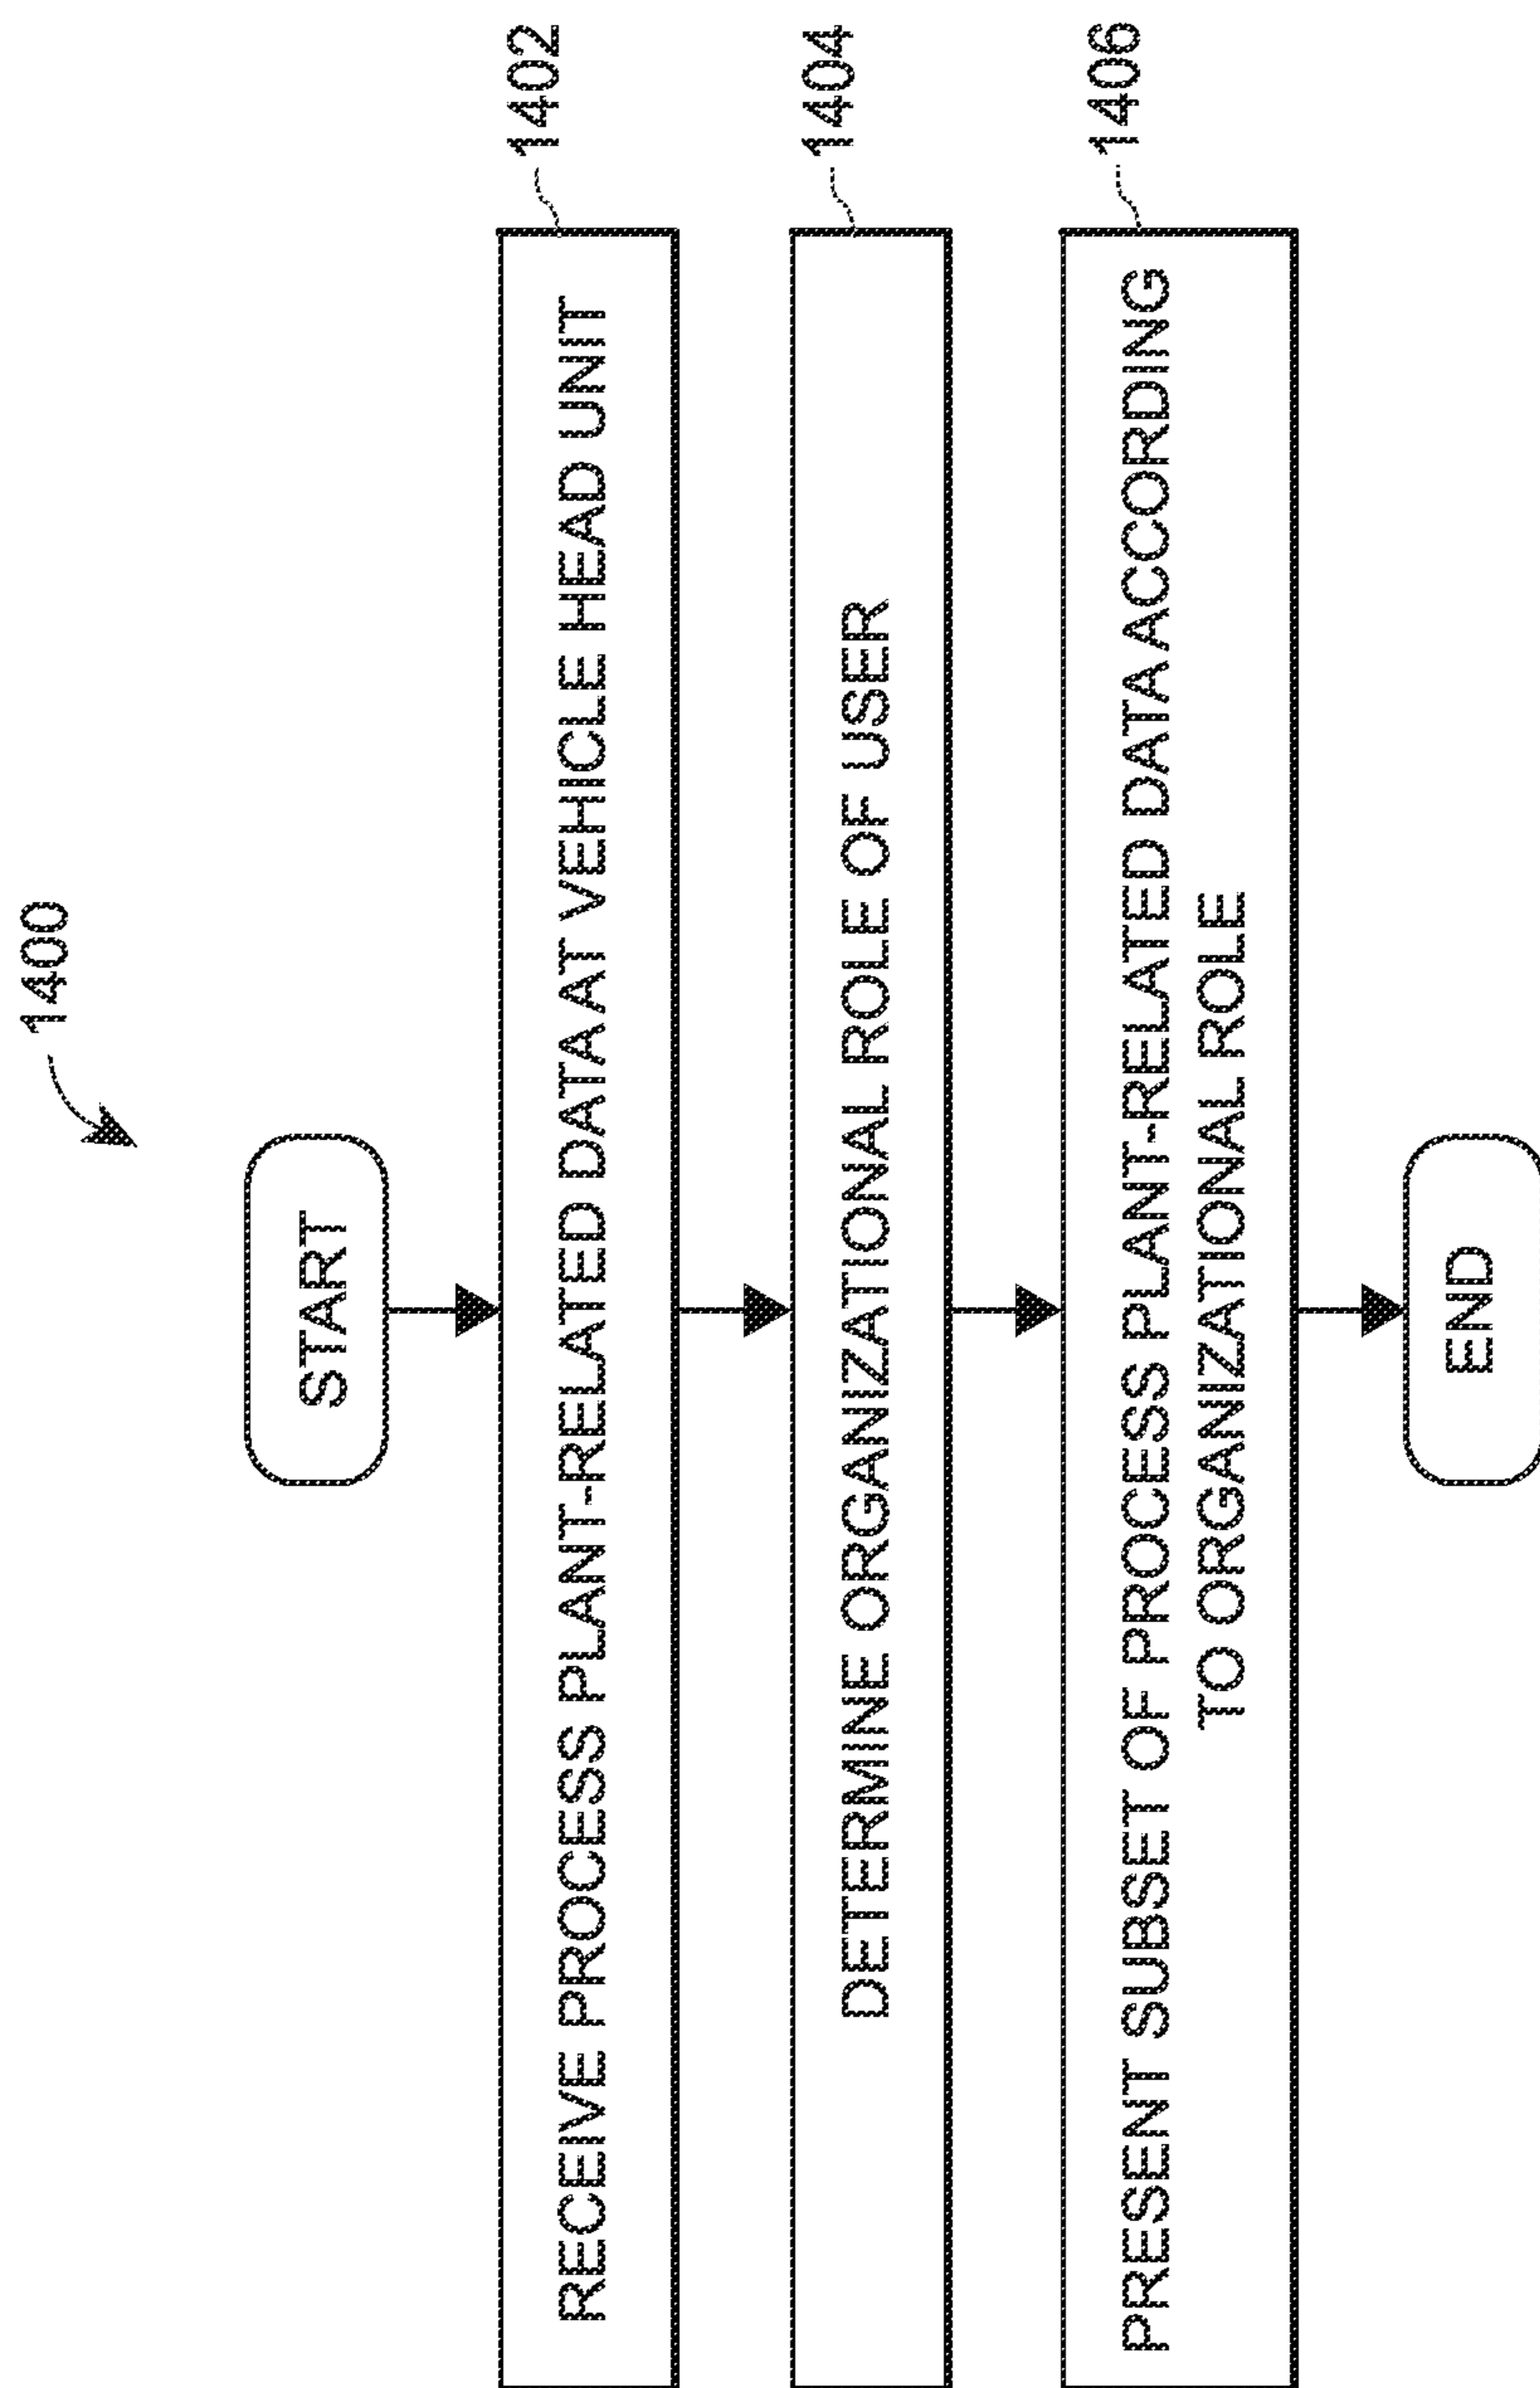 1400
START
RECEIVE PROCESS PLANT-RELATED DATA AT VEHICLE HEAD UNIT
1402
DETERMINE ORGANIZATIONAL ROLE OF USER
1404
PRESENT SUBSET OF PROCESS PLANT-RELATED DATA ACCORDING
TO ORGANIZATIONAL ROLE
1406
END